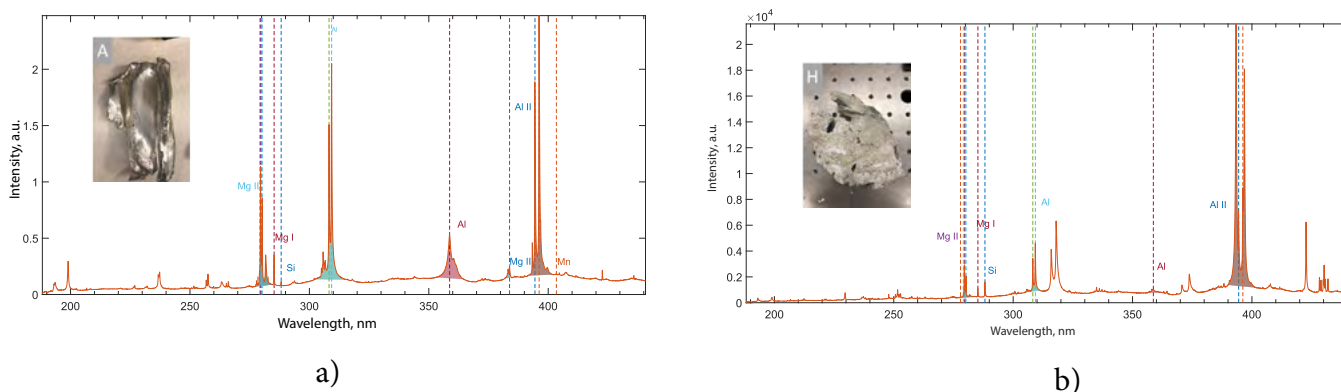 A
Mg II
Mg I
Si
Al
Al
Mg II
Al II
Mn
2
1.5
1
0.5
0
200
250
300
350
400
Intensity, a.u.
Wavelength, nm
a)
×10⁴
H
Mg II
Mg I
Si
Al
Al
Al II
2
1.8
1.6
1.4
1.2
1
0.8
0.6
0.4
0.2
0
200
250
300
350
400
Intensity, a.u.
Wavelength, nm
b)